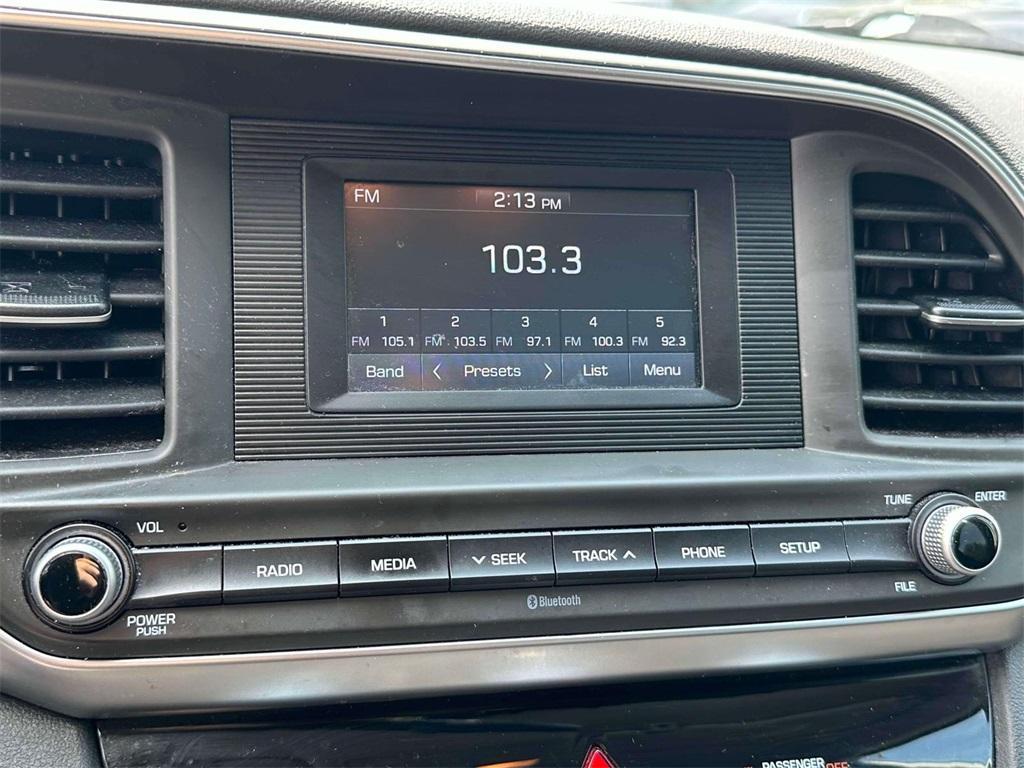 FM 2:13 PM
103.3
1 2 3 4 5
FM 105.1 FM 103.5 FM 97.1 FM 100.3 FM 92.3
Band < Presets > List Menu
VOL
TUNE ENTER
RADIO MEDIA SEEK TRACK PHONE SETUP
POWER
PUSH
Bluetooth
FILE
PASSENGER OFF